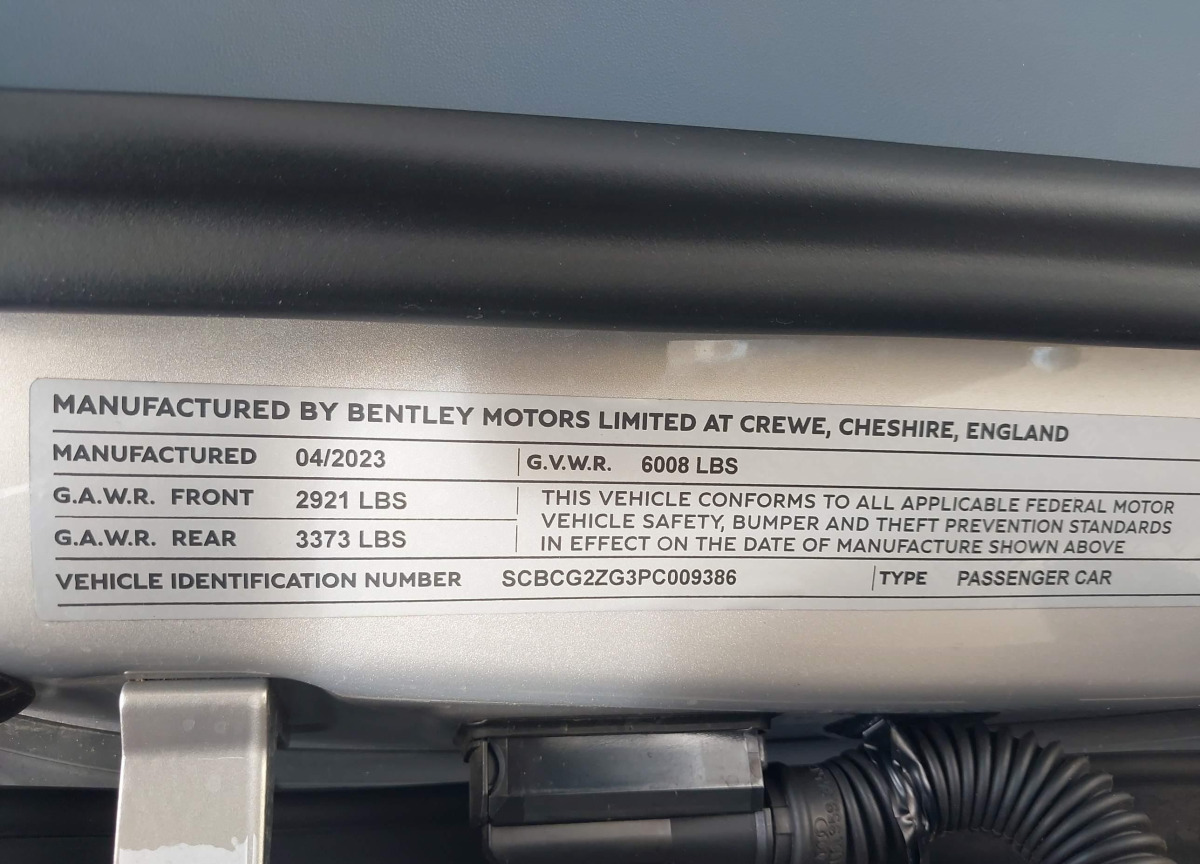 MANUFACTURED BY BENTLEY MOTORS LIMITED AT CREWE, CHESHIRE, ENGLAND
MANUFACTURED 04/2023 G.V.W.R. 6008 LBS
G.A.W.R. FRONT 2921 LBS
THIS VEHICLE CONFORMS TO ALL APPLICABLE FEDERAL MOTOR
VEHICLE SAFETY, BUMPER AND THEFT PREVENTION STANDARDS
G.A.W.R. REAR 3373 LBS
IN EFFECT ON THE DATE OF MANUFACTURE SHOWN ABOVE
VEHICLE IDENTIFICATION NUMBER SCBCG2ZG3PC009386 TYPE PASSENGER CAR